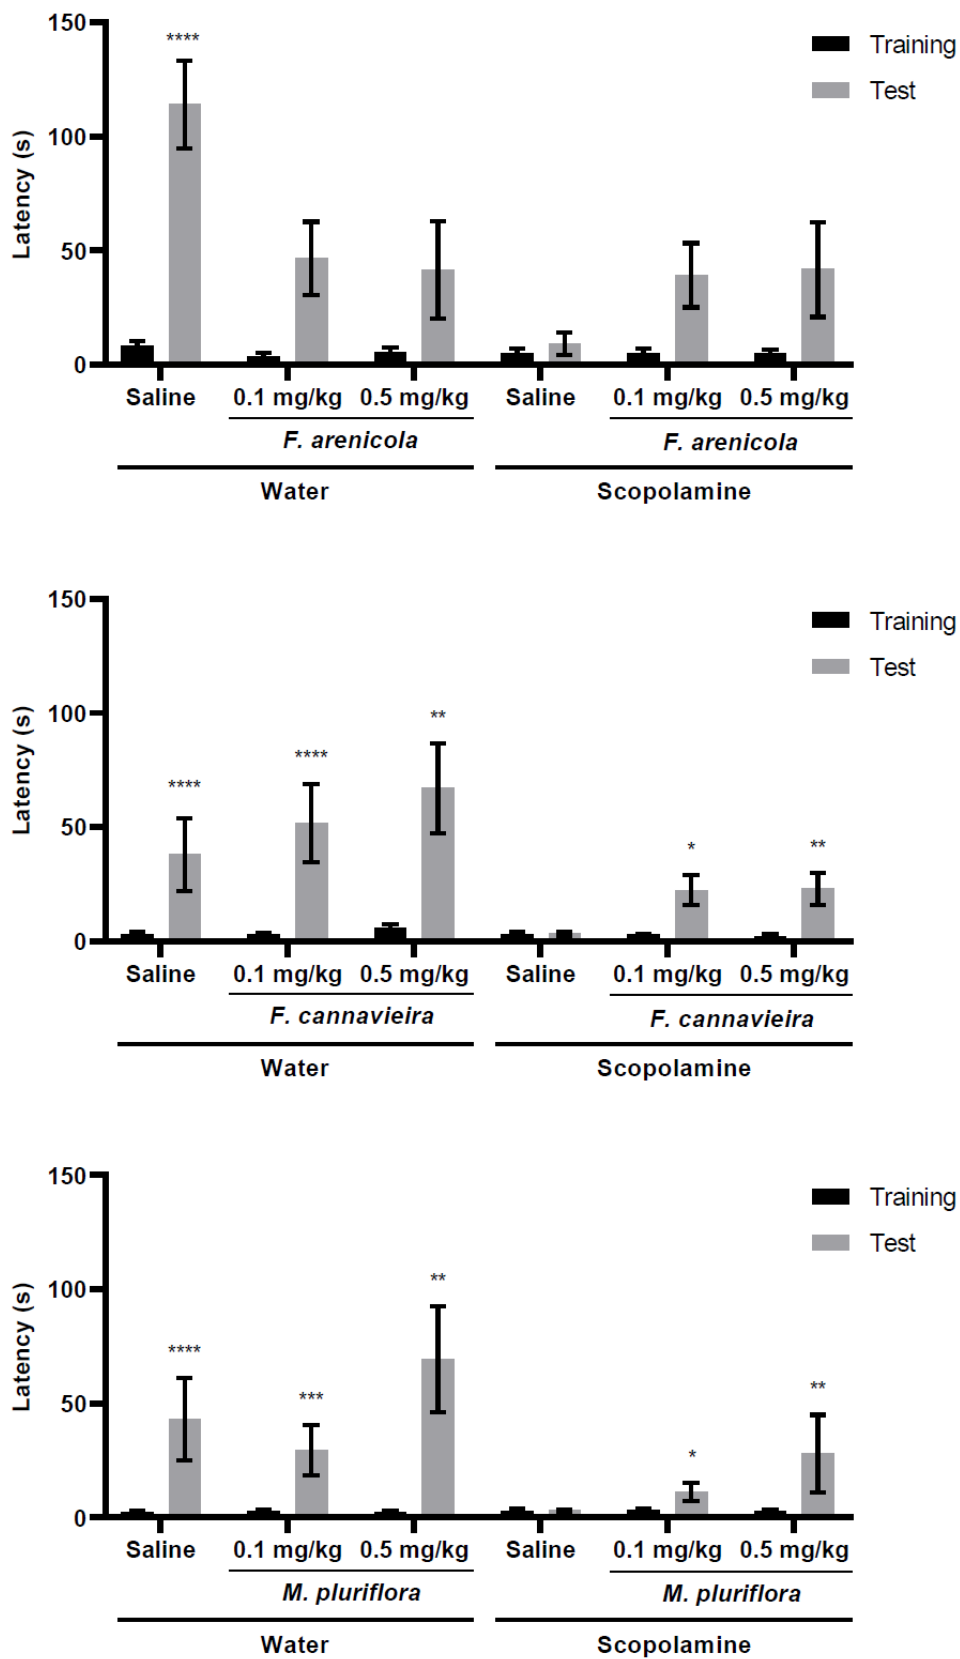 150
****
Training
Test
100
Latency (s)
50
0
Saline 0.1 mg/kg 0.5 mg/kg Saline 0.1 mg/kg 0.5 mg/kg
F. arenicola F. arenicola
Water Scopolamine
150
Training
Test
100
**
****
****
Latency (s)
50
* **
0
Saline 0.1 mg/kg 0.5 mg/kg Saline 0.1 mg/kg 0.5 mg/kg
F. cannavieira F. cannavieira
Water Scopolamine
150
Training
Test
100
**
****
Latency (s)
***
**
50
*
0
Saline 0.1 mg/kg 0.5 mg/kg Saline 0.1 mg/kg 0.5 mg/kg
M. pluriflora M. pluriflora
Water Scopolamine